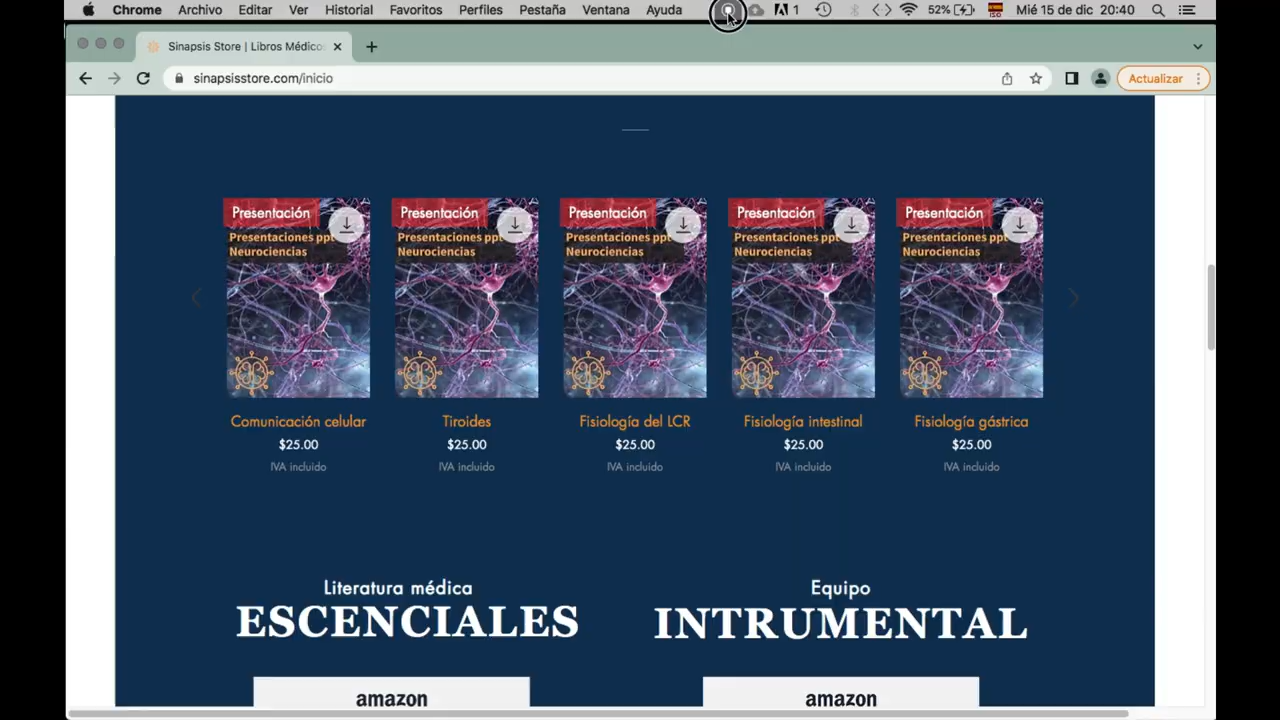 Chrome Archivo Editar Ver Historial Favoritos Perfiles Pestaña Ventana Ayuda 1 52% ISO Mié 15 de dic 20:40
Sinapsis Store | Libros Médicos
sinapsisstore.com/inicio Actualizar
Presentación Presentación Presentación Presentación Presentación
Presentaciones ppt Presentaciones ppt Presentaciones ppt Presentaciones ppt Presentaciones ppt
Neurociencias Neurociencias Neurociencias Neurociencias Neurociencias
Comunicación celular Tiroides Fisiología del LCR Fisiología intestinal Fisiología gástrica
$25.00 $25.00 $25.00 $25.00 $25.00
IVA incluido IVA incluido IVA incluido IVA incluido IVA incluido
Literatura médica Equipo
ESCENCIALES INTRUMENTAL
amazon amazon